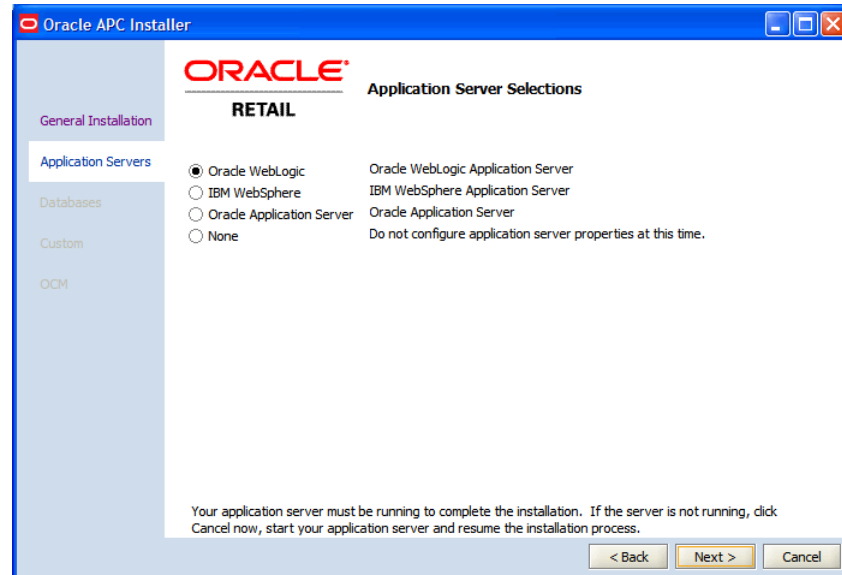 Oracle APC Installer
General Installation
Application Servers
Databases
Custom
OCM
ORACLE®
RETAIL
Application Server Selections
Oracle WebLogic Oracle WebLogic Application Server
IBM WebSphere IBM WebSphere Application Server
Oracle Application Server Oracle Application Server
None Do not configure application server properties at this time.
Your application server must be running to complete the installation. If the server is not running, click
Cancel now, start your application server and resume the installation process.
< Back Next > Cancel